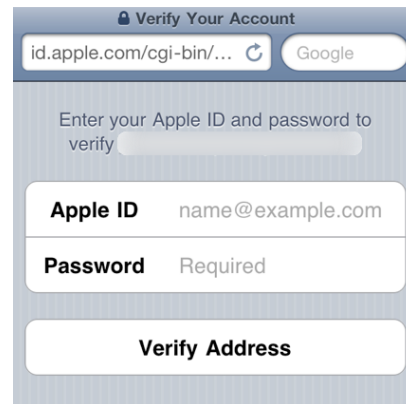 Verify Your Account
id.apple.com/cgi-bin/... Google
Enter your Apple ID and password to
verify
Apple ID name@example.com
Password Required
Verify Address